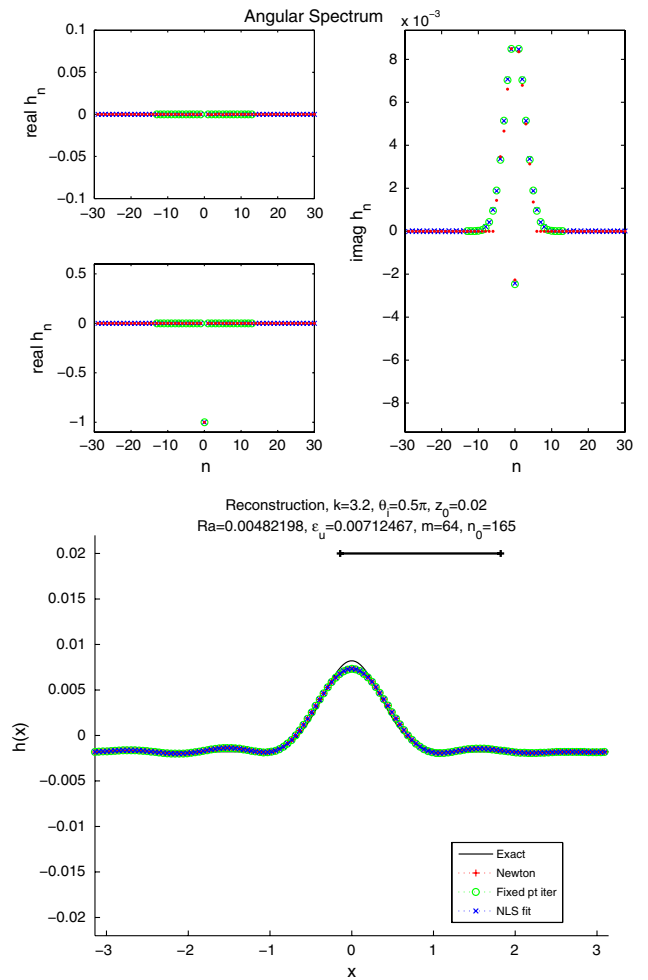 Angular Spectrum
0.1
0.05
0
−0.05
−0.1
real h_n
−30 −20 −10 0 10 20 30
0.5
0
−0.5
−1
real h_n
−30 −20 −10 0 10 20 30
n
x 10⁻³
8
6
4
2
0
−2
−4
−6
−8
imag h_n
−30 −20 −10 0 10 20 30
n
Reconstruction, k=3.2, θ_i=0.5π, z_0=0.02
Ra=0.00482198, ε_u=0.00712467, m=64, n_0=165
0.02
0.015
0.01
0.005
0
−0.005
−0.01
−0.015
−0.02
h(x)
Exact
Newton
Fixed pt iter
NLS fit
−3 −2 −1 0 1 2 3
x